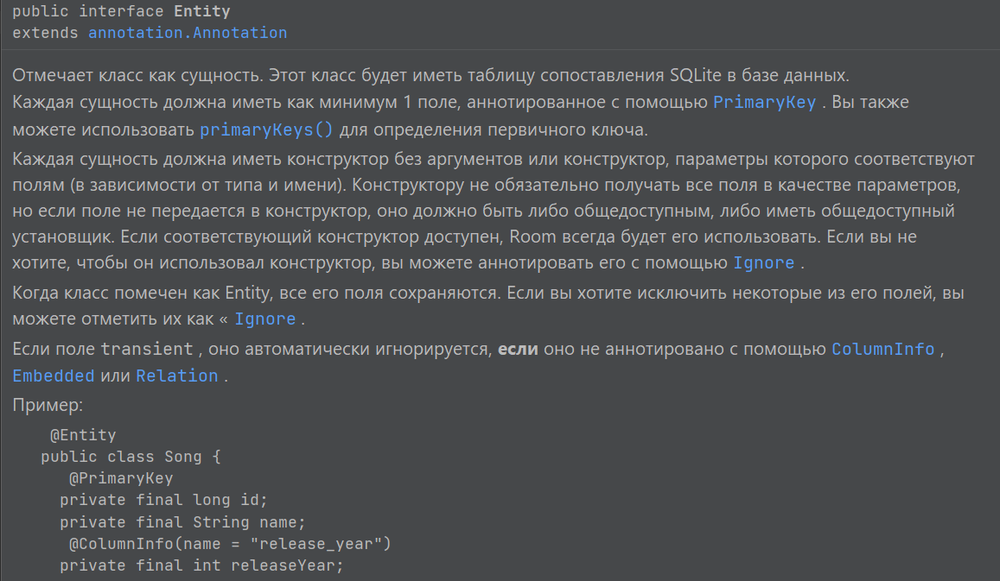 public interface Entity
extends annotation.Annotation
Отмечает класс как сущность. Этот класс будет иметь таблицу сопоставления SQLite в базе данных.
Каждая сущность должна иметь как минимум 1 поле, аннотированное с помощью PrimaryKey . Вы также
можете использовать primaryKeys() для определения первичного ключа.
Каждая сущность должна иметь конструктор без аргументов или конструктор, параметры которого соответствуют
полям (в зависимости от типа и имени). Конструктору не обязательно получать все поля в качестве параметров,
но если поле не передается в конструктор, оно должно быть либо общедоступным, либо иметь общедоступный
установщик. Если соответствующий конструктор доступен, Room всегда будет его использовать. Если вы не
хотите, чтобы он использовал конструктор, вы можете аннотировать его с помощью Ignore .
Когда класс помечен как Entity, все его поля сохраняются. Если вы хотите исключить некоторые из его полей, вы
можете отметить их как « Ignore .
Если поле transient , оно автоматически игнорируется, если оно не аннотировано с помощью ColumnInfo ,
Embedded или Relation .
Пример:
@Entity
public class Song {
@PrimaryKey
private final long id;
private final String name;
@ColumnInfo(name = "release_year")
private final int releaseYear;